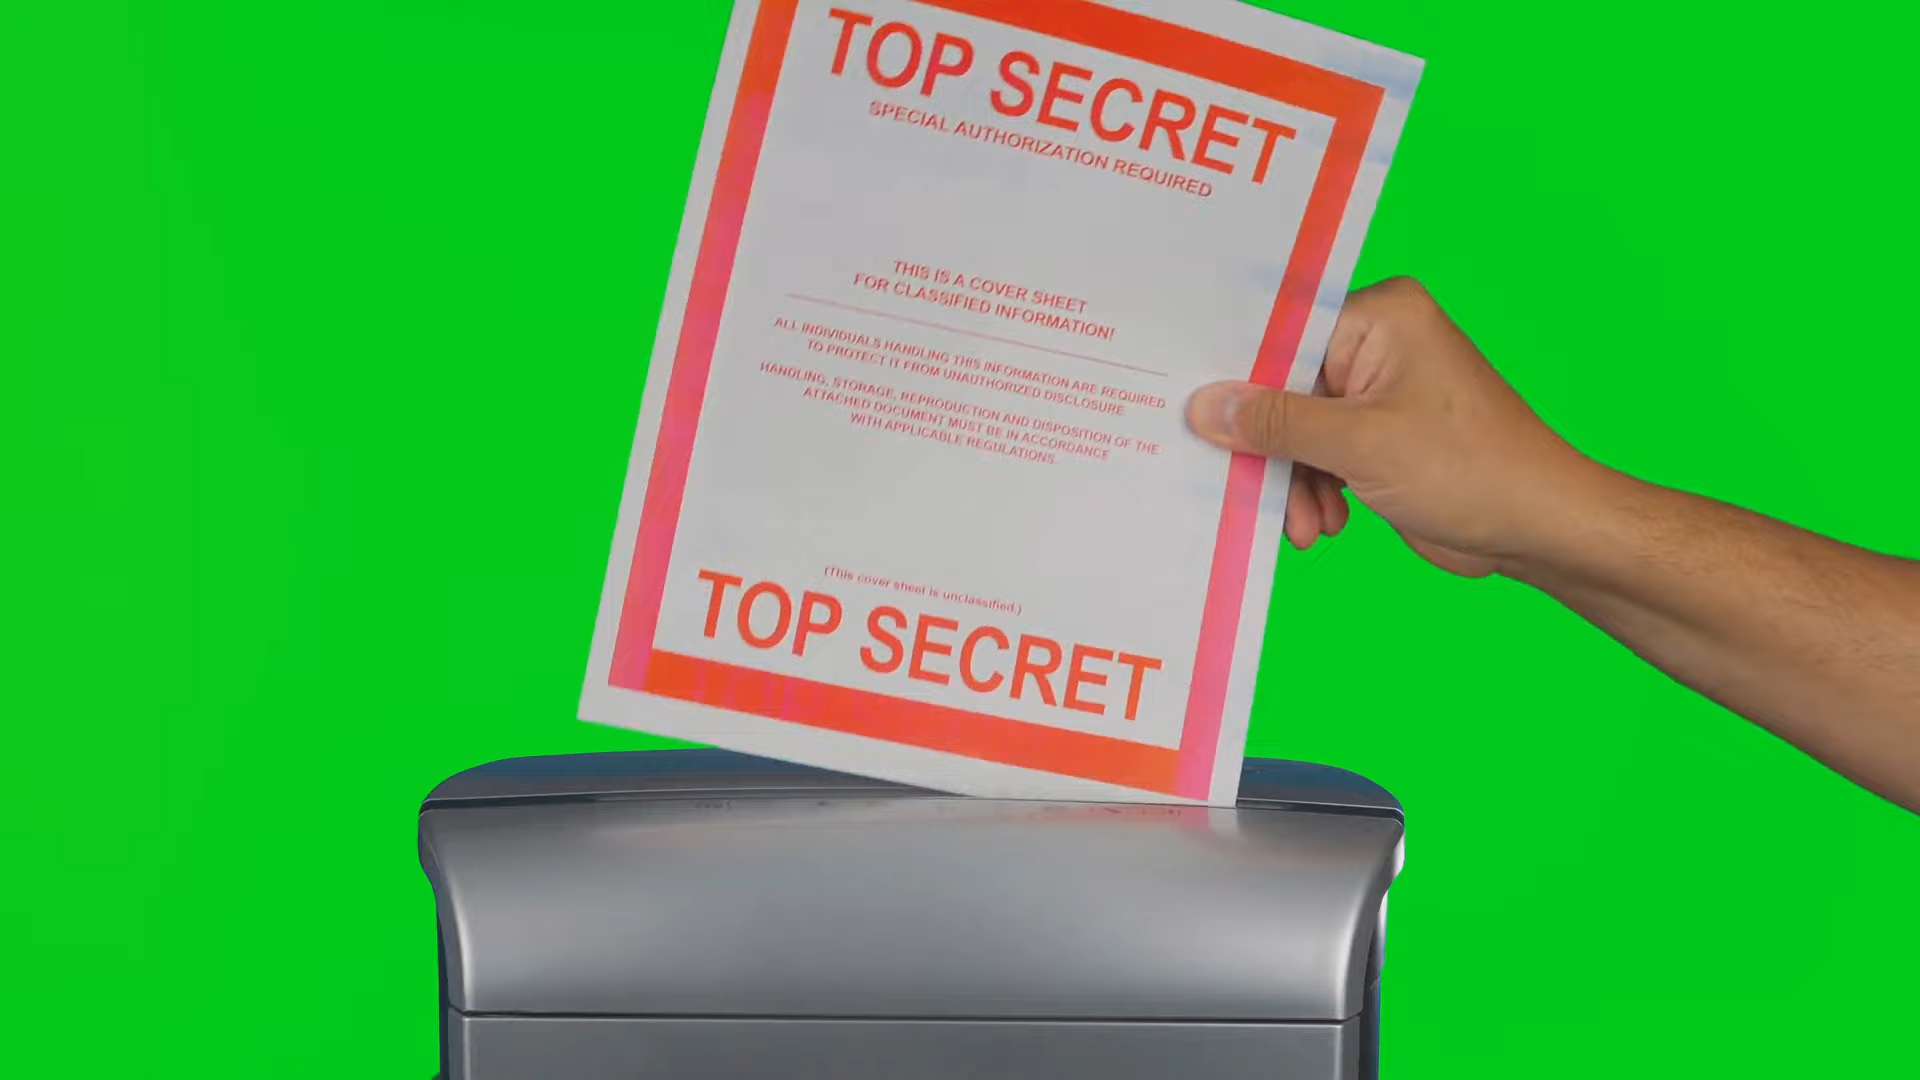 TOP SECRET
SPECIAL AUTHORIZATION REQUIRED
THIS IS A COVER SHEET
FOR CLASSIFIED INFORMATION!
ALL INDIVIDUALS HANDLING THIS INFORMATION ARE REQUIRED
TO PROTECT IT FROM UNAUTHORIZED DISCLOSURE
HANDLING, STORAGE, REPRODUCTION AND DISPOSITION OF THE
ATTACHED DOCUMENT MUST BE IN ACCORDANCE
WITH APPLICABLE REGULATIONS.
(This cover sheet is unclassified.)
TOP SECRET